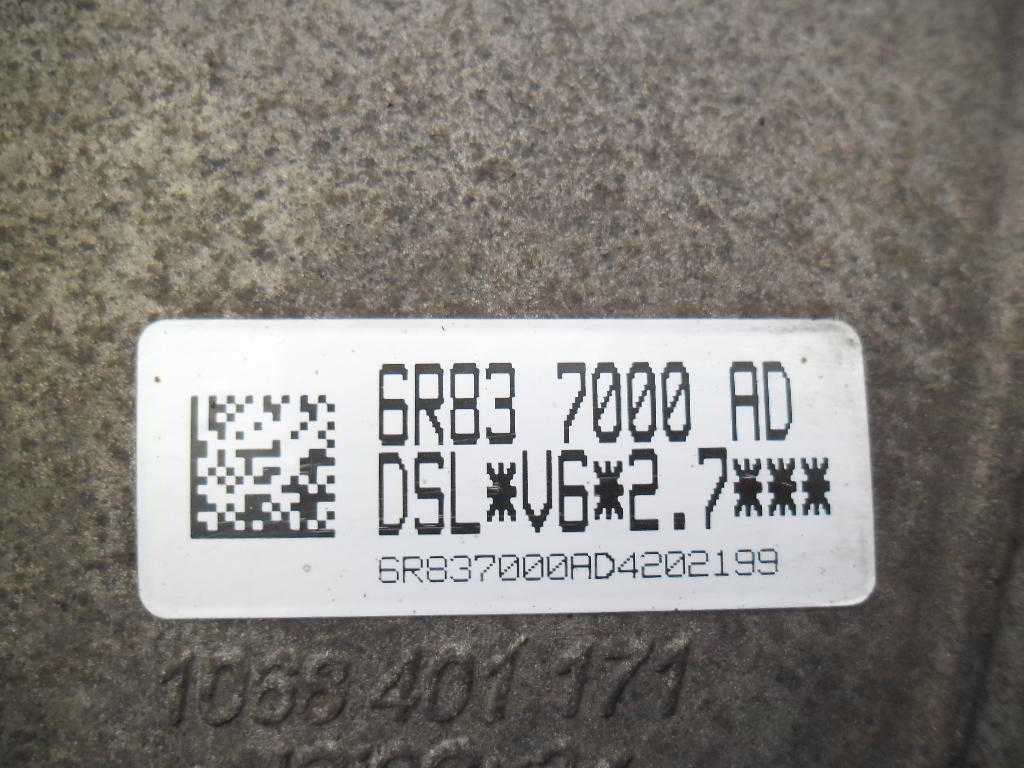 6R83 7000 AD
DSL*V6*2.7***
6R837000AD4202199
1068 401 171